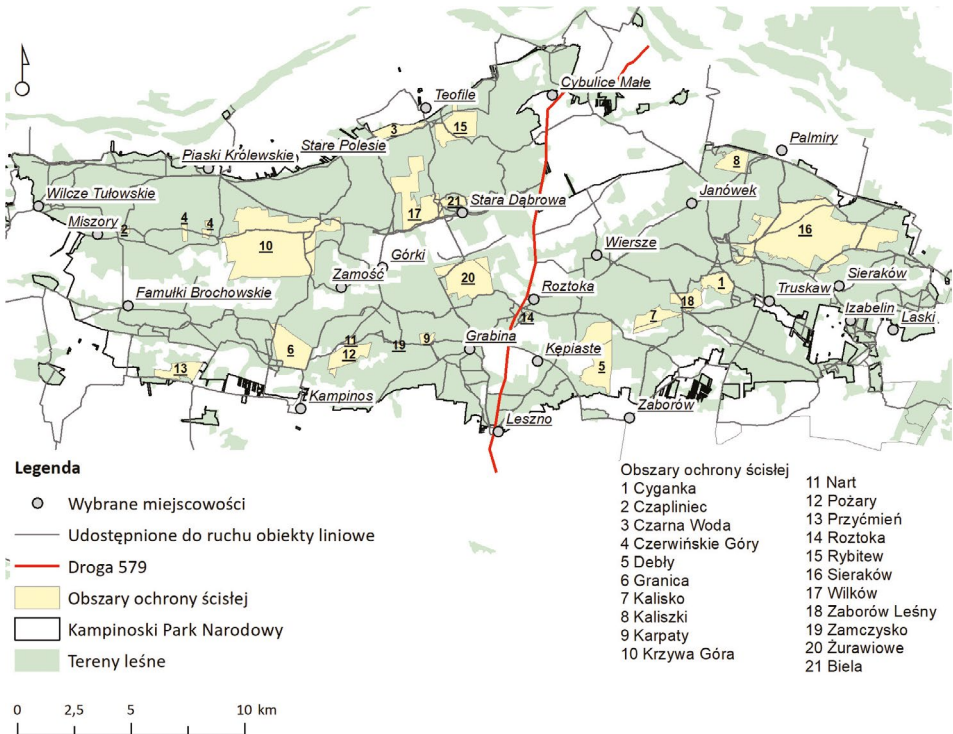 Cybulice Małe
Teofile
3
15
Stare Polesie
Palmiry
8
Piaski Królewskie
Janówek
Wilcze Tułowskie
21
Stara Dąbrowa
17
4
4
Miszory
2
16
10
Wiersze
Górki
Zamość
20
Sieraków
1
Truskaw
Famułki Brochowskie
Roztoka
18
14
7
Izabelin
Laski
11
19
9
Grabina
6
12
Kępiaste
5
13
Kampinos
Zaborów
Leszno
Legenda
Wybrane miejscowości
Udostępnione do ruchu obiekty liniowe
Droga 579
Obszary ochrony ścisłej
Kampinoski Park Narodowy
Tereny leśne
0 2,5 5 10 km
Obszary ochrony ścisłej
1 Cyganka
2 Czapliniec
3 Czarna Woda
4 Czerwińskie Góry
5 Debły
6 Granica
7 Kalisko
8 Kaliszki
9 Karpaty
10 Krzywa Góra
11 Nart
12 Pożary
13 Przyćmień
14 Roztoka
15 Rybitew
16 Sieraków
17 Wilków
18 Zaborów Leśny
19 Zamczysko
20 Żurawiowe
21 Biela